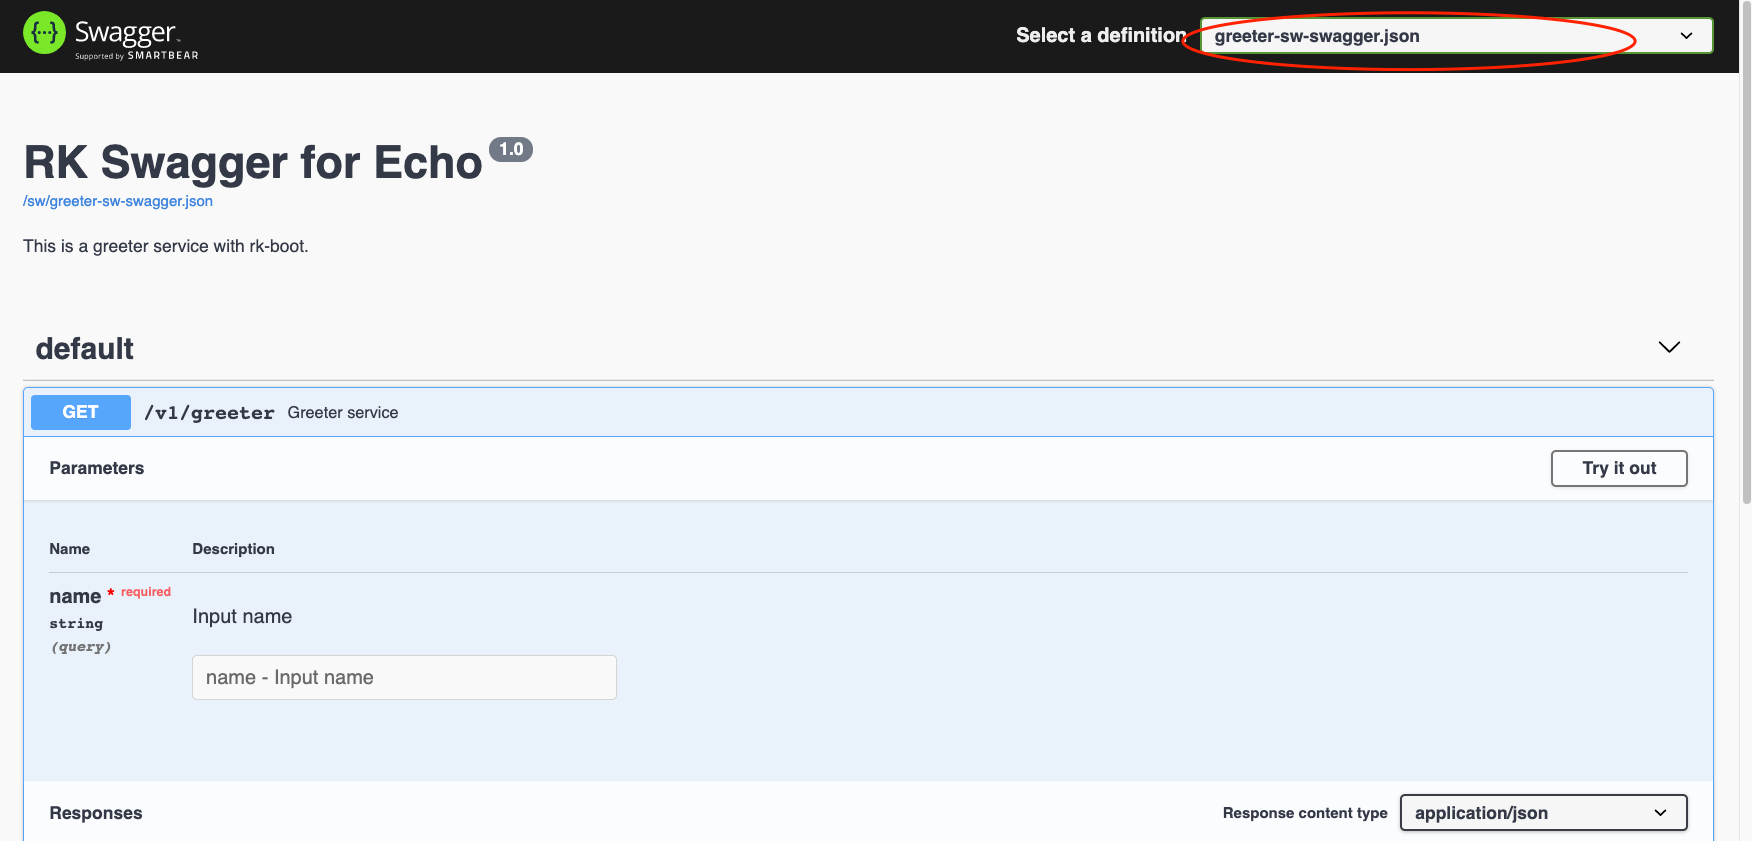 Swagger
Supported by SMARTBEAR
Select a definition
greeter-sw-swagger.json
RK Swagger for Echo 1.0
/sw/greeter-sw-swagger.json
This is a greeter service with rk-boot.
default
GET /v1/greeter Greeter service
Parameters
Try it out
Name Description
name * required
string
(query)
Input name
name - Input name
Responses
Response content type
application/json